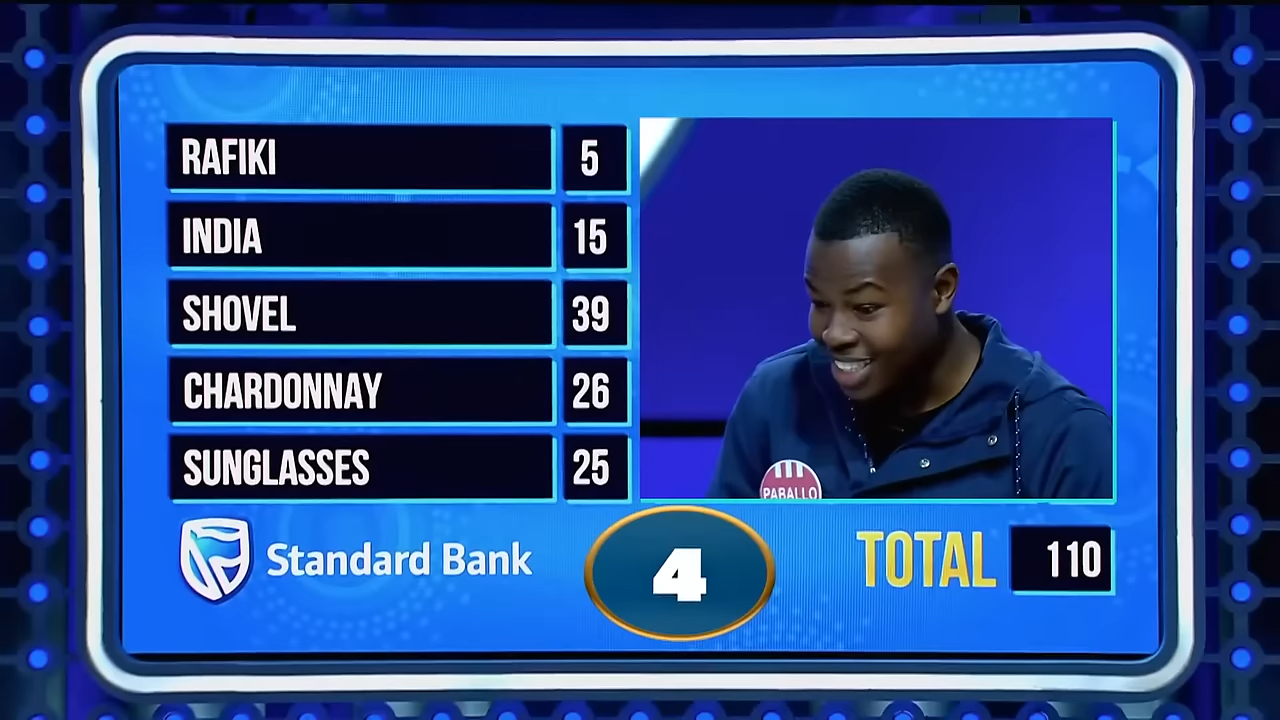 RAFIKI 5
INDIA 15
SHOVEL 39
CHARDONNAY 26
SUNGLASSES 25
PABALLO
Standard Bank
4
TOTAL 110